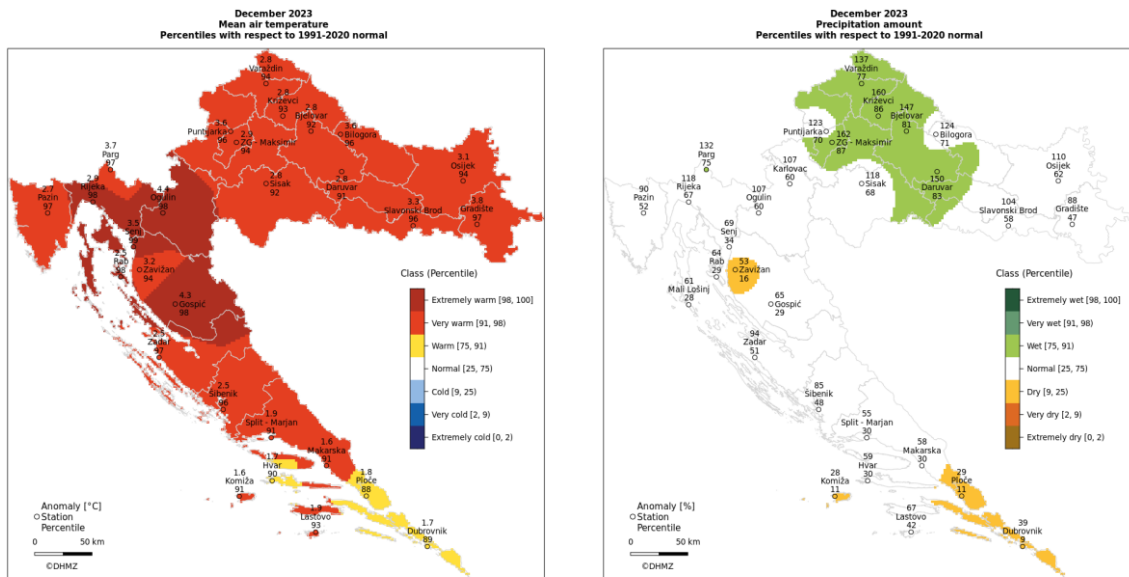 December 2023
Mean air temperature
Percentiles with respect to 1991-2020 normal
2.8
Varaždin
94
2.8
Križevci
93
2.8
Bjelovar
92
3.6
Puntijarka
96
2.9
ZG - Maksimir
94
3.6
Bilogora
96
3.7
Parg
97
3.1
Osijek
94
2.7
Pazin
97
2.9
Rijeka
98
4.4
Ogulin
98
2.8
Sisak
92
2.8
Daruvar
91
3.3
Slavonski Brod
96
3.8
Gradište
97
3.5
Senj
99
2.5
Rab
98
3.2
Zavižan
94
4.3
Gospić
98
2.5
Zadar
97
2.5
Šibenik
96
1.9
Split - Marjan
91
1.6
Makarska
91
1.7
Hvar
90
1.6
Komiža
91
1.8
Ploče
88
1.9
Lastovo
93
1.7
Dubrovnik
89
Class (Percentile)
Extremely warm [98, 100]
Very warm [91, 98)
Warm [75, 91)
Normal [25, 75)
Cold [9, 25)
Very cold [2, 9)
Extremely cold [0, 2)
Anomaly [°C]
Station
Percentile
0 50 km
©DHMZ
December 2023
Precipitation amount
Percentiles with respect to 1991-2020 normal
137
Varaždin
77
160
Križevci
86
147
Bjelovar
81
123
Puntijarka
70
162
ZG - Maksimir
87
124
Bilogora
71
132
Parg
75
107
Karlovac
60
110
Osijek
62
90
Pazin
52
118
Rijeka
67
107
Ogulin
60
118
Sisak
68
150
Daruvar
83
104
Slavonski Brod
58
88
Gradište
47
69
Senj
34
64
Rab
29
53
Zavižan
16
61
Mali Lošinj
28
65
Gospić
29
94
Zadar
51
85
Šibenik
48
55
Split - Marjan
30
58
Makarska
30
59
Hvar
30
28
Komiža
11
29
Ploče
11
67
Lastovo
42
39
Dubrovnik
9
Class (Percentile)
Extremely wet [98, 100]
Very wet [91, 98)
Wet [75, 91)
Normal [25, 75)
Dry [9, 25)
Very dry [2, 9)
Extremely dry [0, 2)
Anomaly [%]
Station
Percentile
0 50 km
©DHMZ